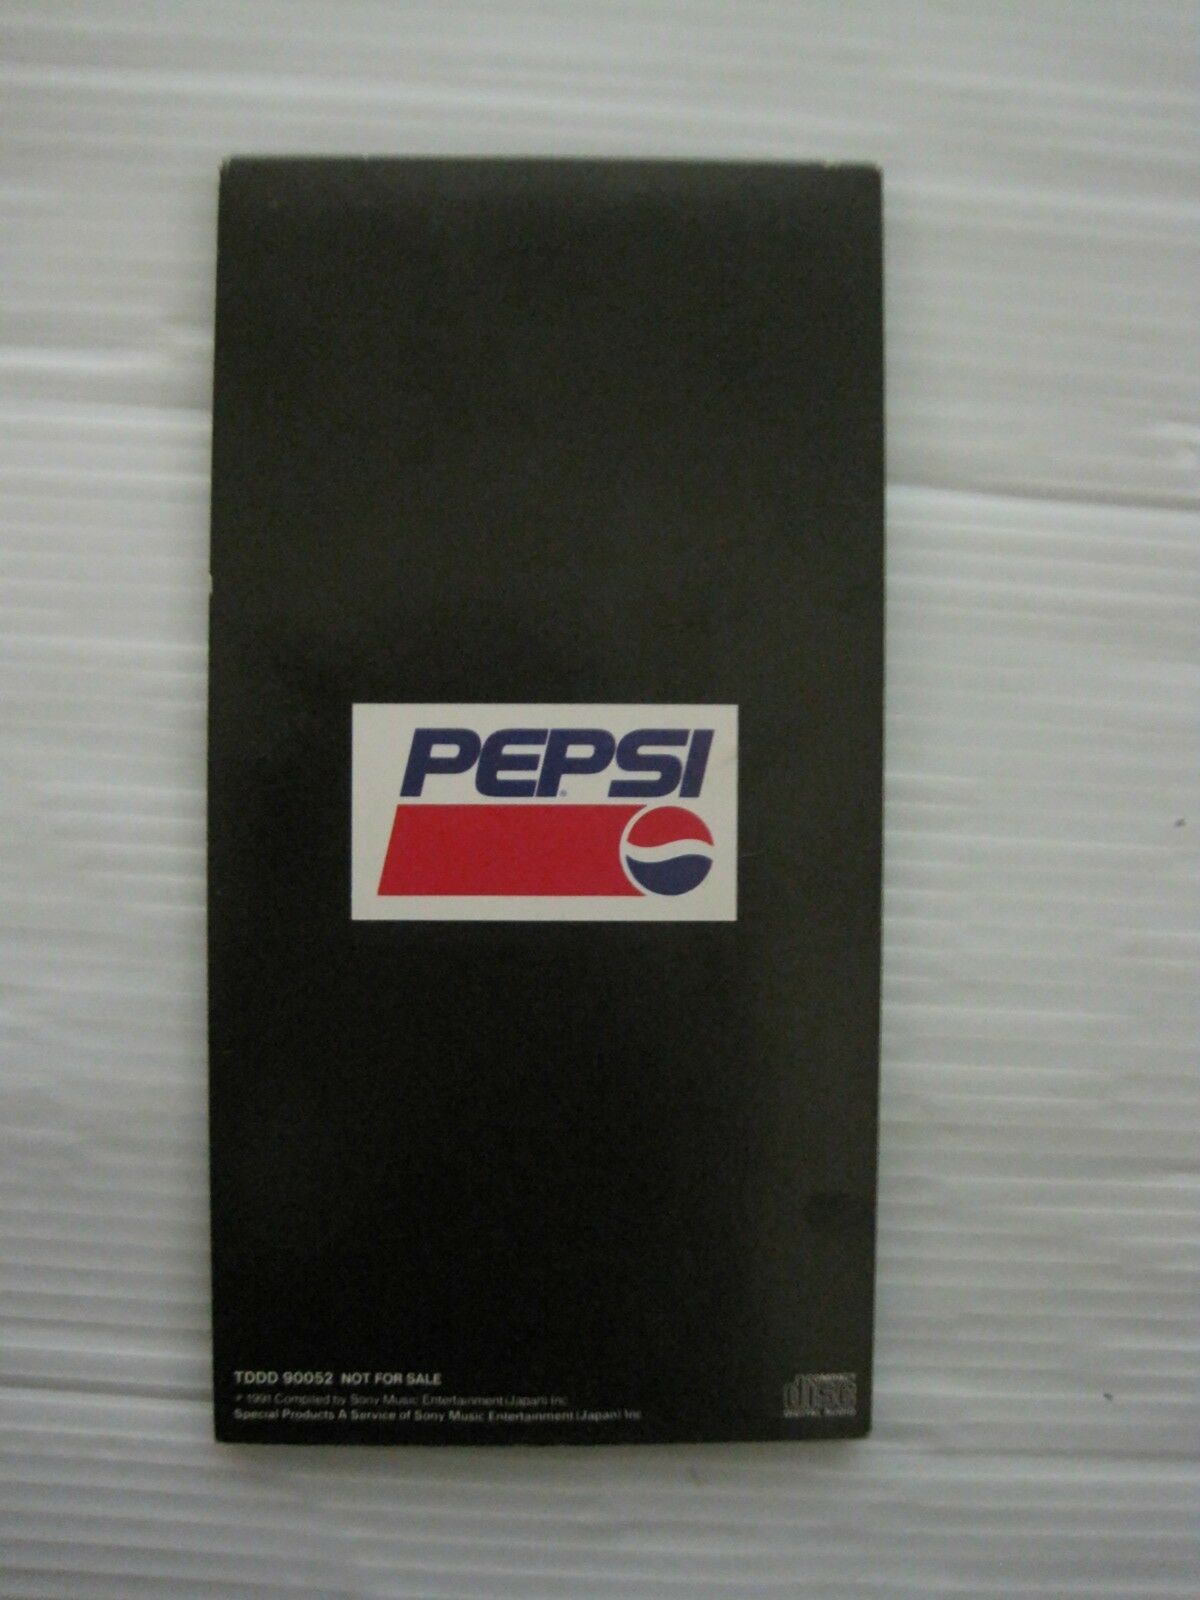 PEPSI®
TDDD 90052 NOT FOR SALE
℗ 1991 Compiled by Sony Music Entertainment (Japan) Inc
Special Products A Service of Sony Music Entertainment (Japan) Inc
COMPACT
disc
DIGITAL AUDIO